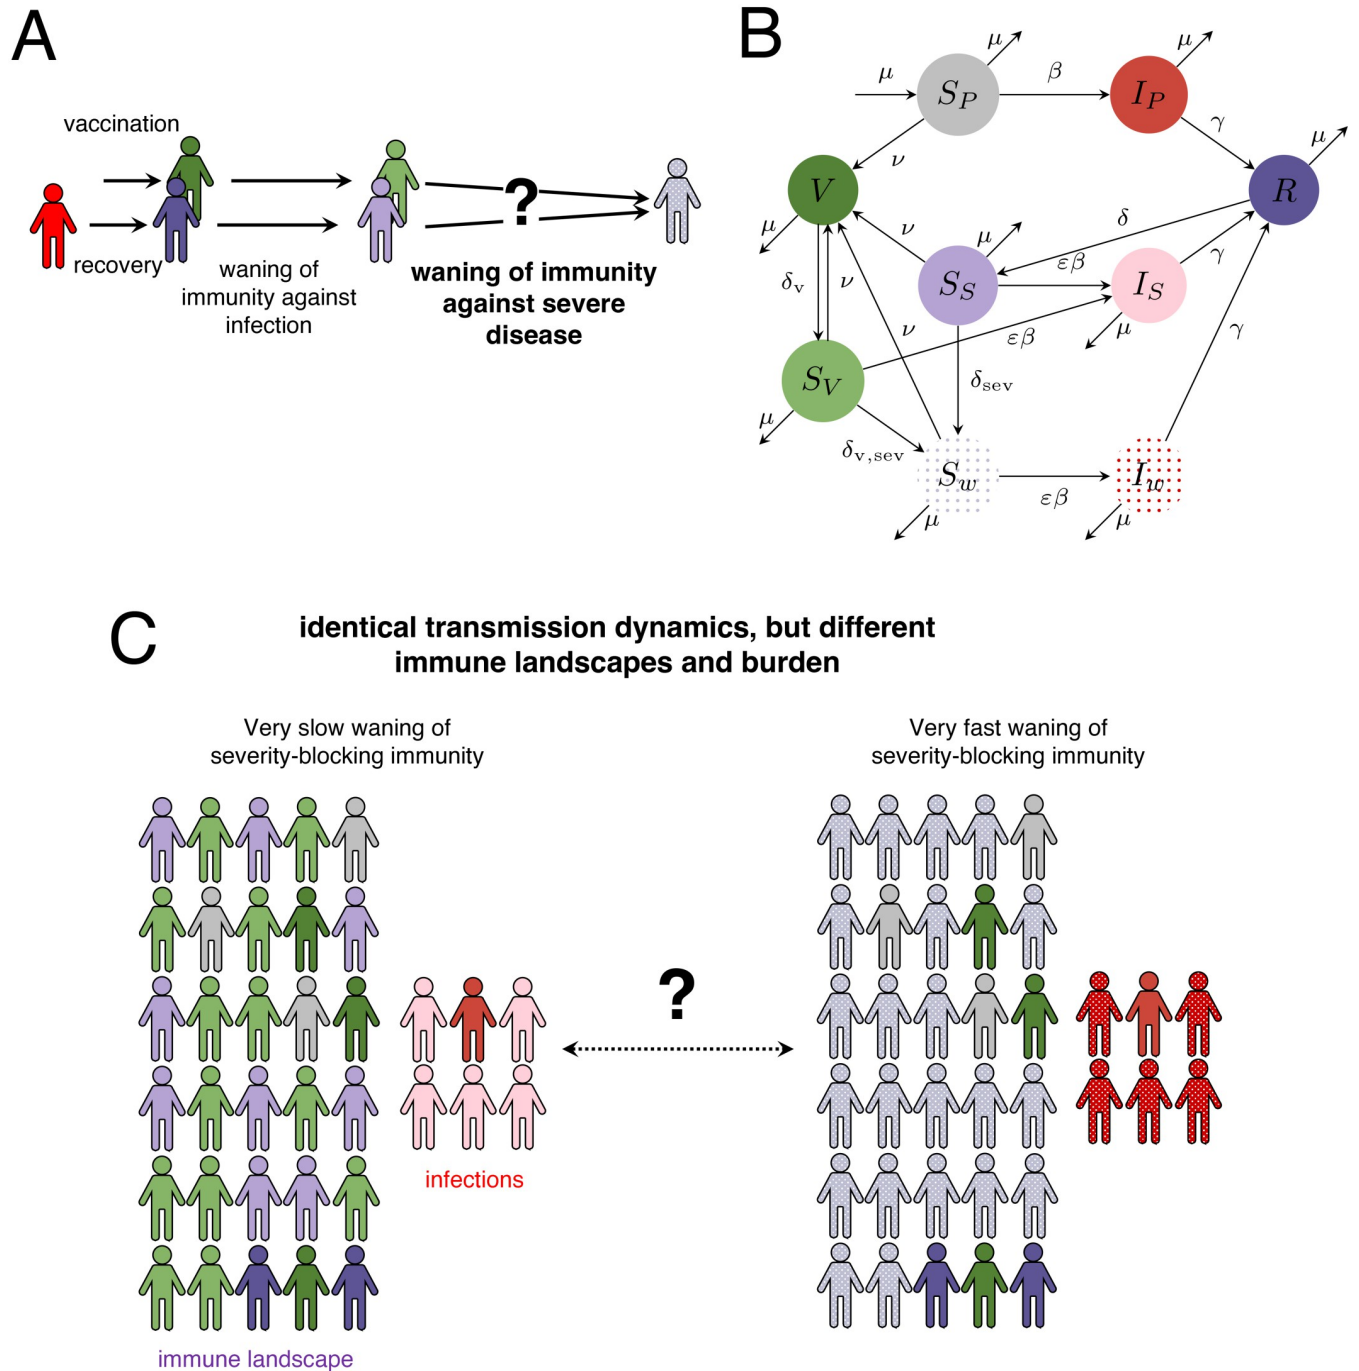 A
vaccination
recovery
waning of
immunity against
infection
?
waning of immunity
against severe
disease
B
μ
S_P
μ
β
I_P
μ
γ
ν
V
μ
R
μ
δ
ν
S_S
μ
εβ
I_S
γ
μ
δ_v
ν
ν
εβ
γ
S_V
μ
δ_sev
δ_v,sev
S_w
μ
εβ
I_w
μ
C
identical transmission dynamics, but different
immune landscapes and burden
Very slow waning of
severity-blocking immunity
infections
immune landscape
?
Very fast waning of
severity-blocking immunity